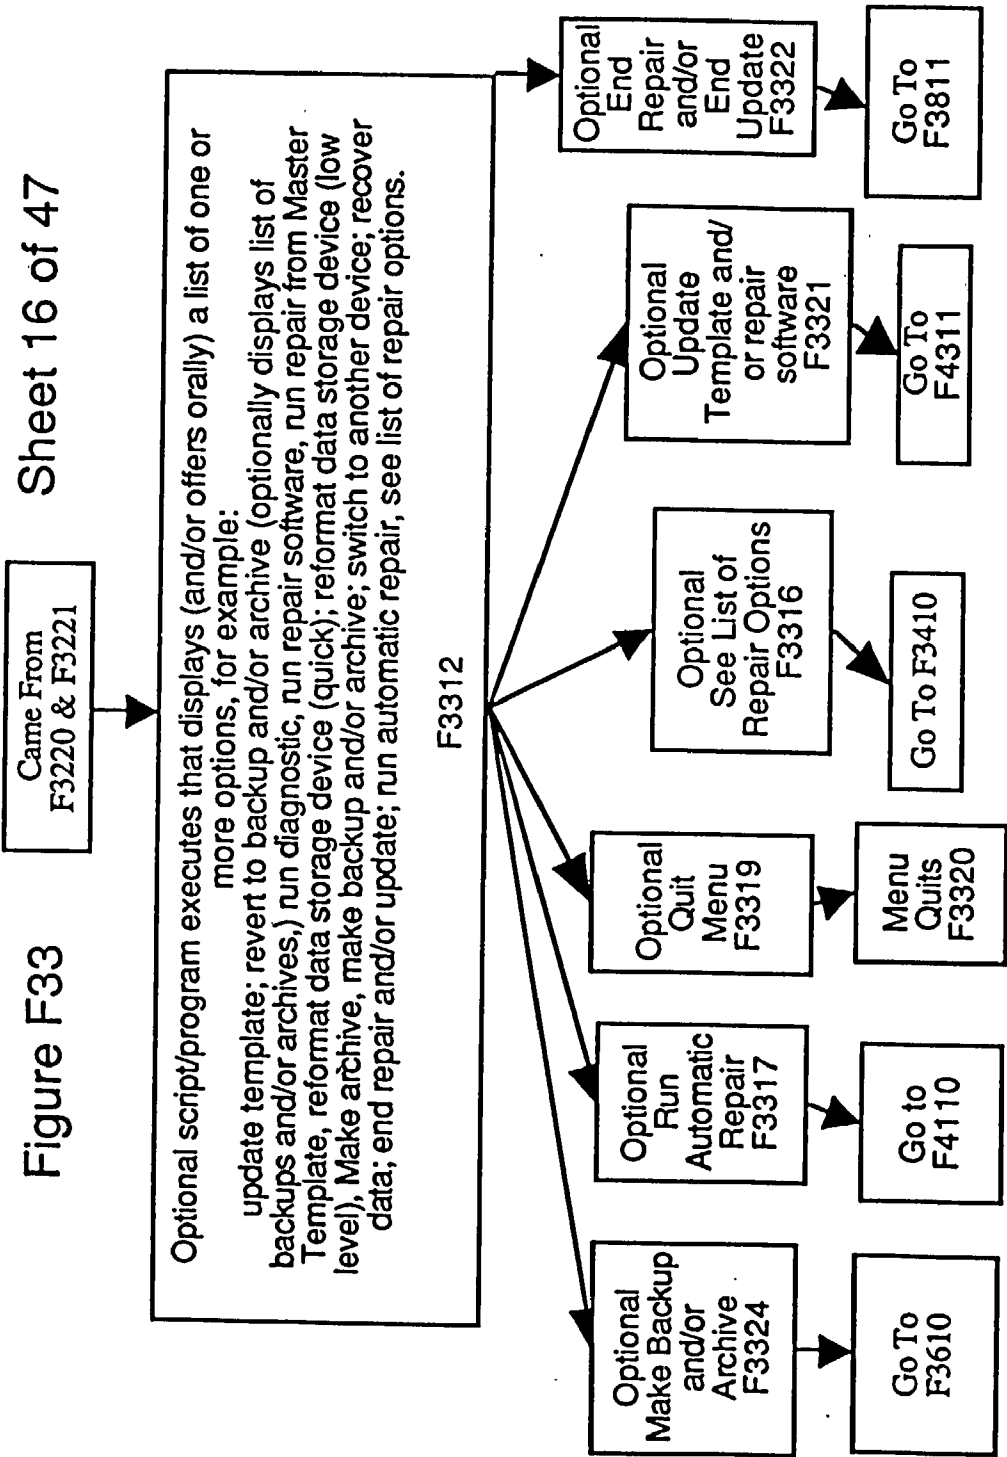 Figure F33
Sheet 16 of 47
Came From
F3220 & F3221
Optional script/program executes that displays (and/or offers orally) a list of one or
more options, for example:
update template; revert to backup and/or archive (optionally displays list of
backups and/or archives,) run diagnostic, run repair software, run repair from Master
Template, reformat data storage device (quick); reformat data storage device (low
level), Make archive, make backup and/or archive; switch to another device; recover
data; end repair and/or update; run automatic repair, see list of repair options.
F3312
Optional
Make Backup
and/or
Archive
F3324
Go To
F3610
Optional
Run
Automatic
Repair
F3317
Go to
F4110
Optional
Quit
Menu
F3319
Menu
Quits
F3320
Optional
See List of
Repair Options
F3316
Go To F3410
Optional
Update
Template and/
or repair
software
F3321
Go To
F4311
Optional
End
Repair
and/or
End
Update
F3322
Go To
F3811